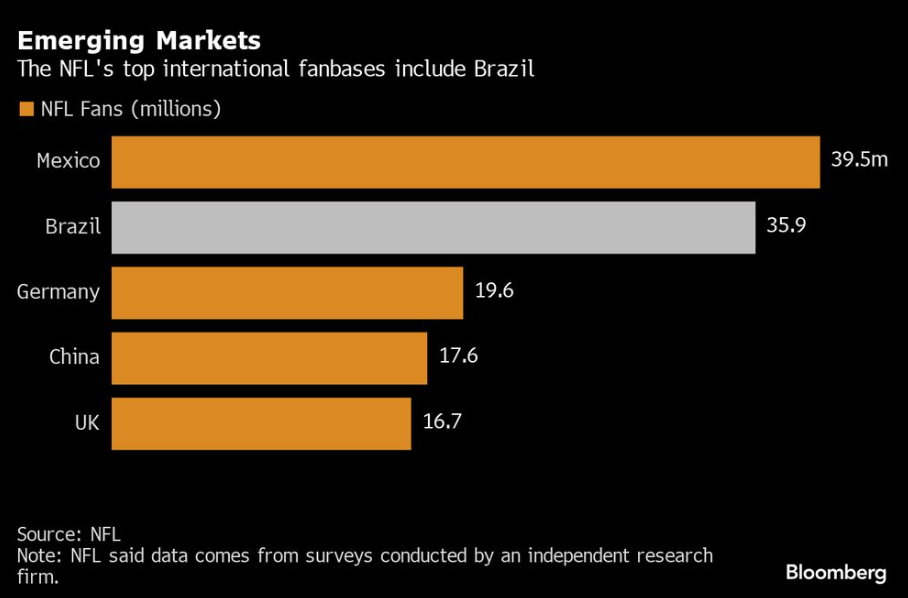 Emerging Markets
The NFL's top international fanbases include Brazil
NFL Fans (millions)
Mexico 39.5m
Brazil 35.9
Germany 19.6
China 17.6
UK 16.7
Source: NFL
Note: NFL said data comes from surveys conducted by an independent research
firm.
Bloomberg